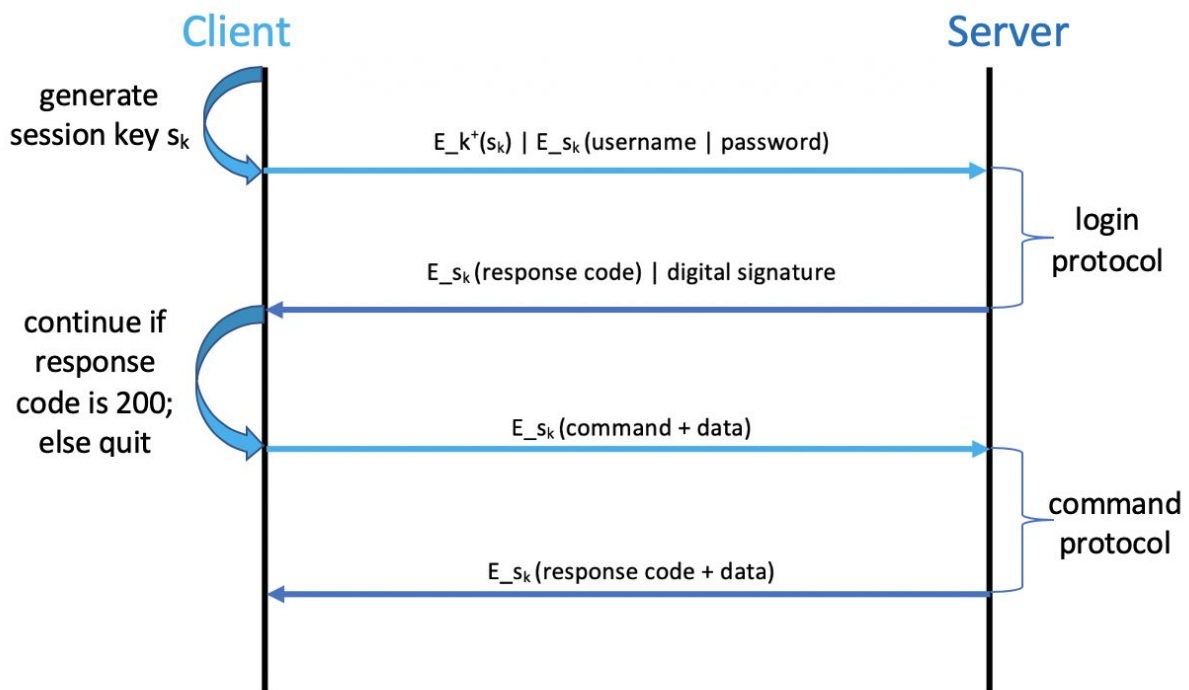 Client
Server
generate
session key sₖ
E_k⁺(sₖ) | E_sₖ (username | password)
login
protocol
E_sₖ (response code) | digital signature
continue if
response
code is 200;
else quit
E_sₖ (command + data)
command
protocol
E_sₖ (response code + data)